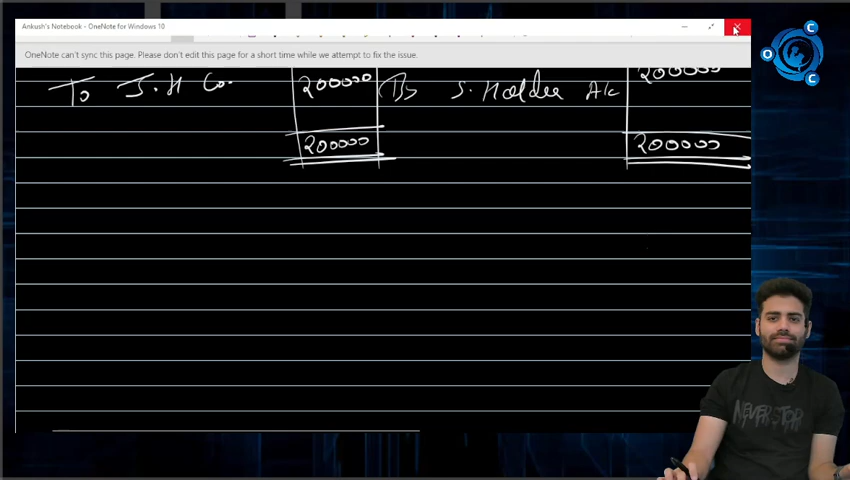 Ankush's Notebook - OneNote for Windows 10
OneNote can't sync this page. Please don't edit this page for a short time while we attempt to fix the issue.
To J.H Co. 200000 By S. Holder A/c 200000
200000 200000
O C C
NEVER STOP